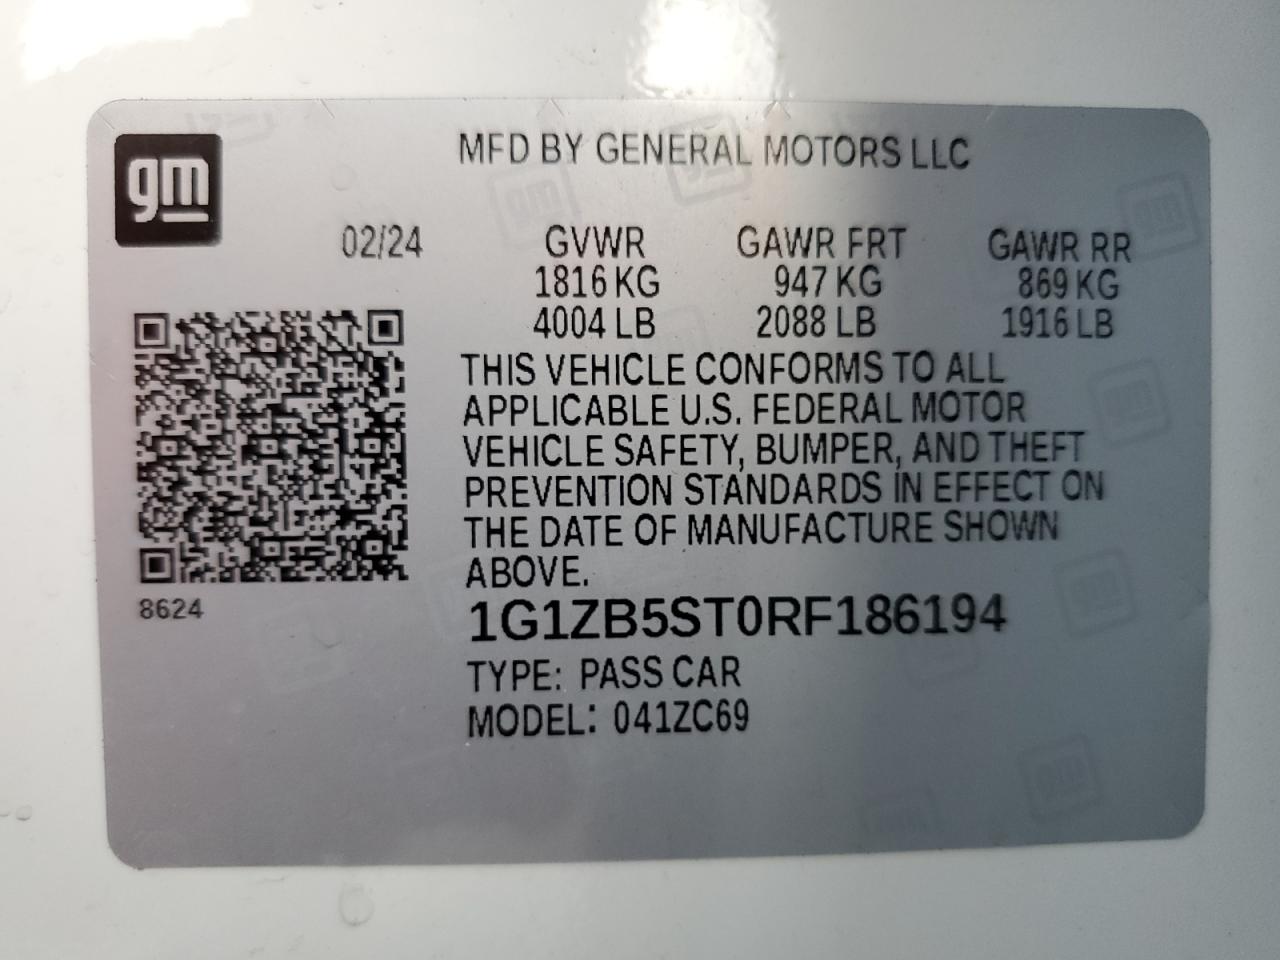 gm
MFD BY GENERAL MOTORS LLC
02/24 GVWR GAWR FRT GAWR RR
1816 KG 947 KG 869 KG
4004 LB 2088 LB 1916 LB
THIS VEHICLE CONFORMS TO ALL
APPLICABLE U.S. FEDERAL MOTOR
VEHICLE SAFETY, BUMPER, AND THEFT
PREVENTION STANDARDS IN EFFECT ON
THE DATE OF MANUFACTURE SHOWN
ABOVE.
8624
1G1ZB5ST0RF186194
TYPE: PASS CAR
MODEL: 041ZC69